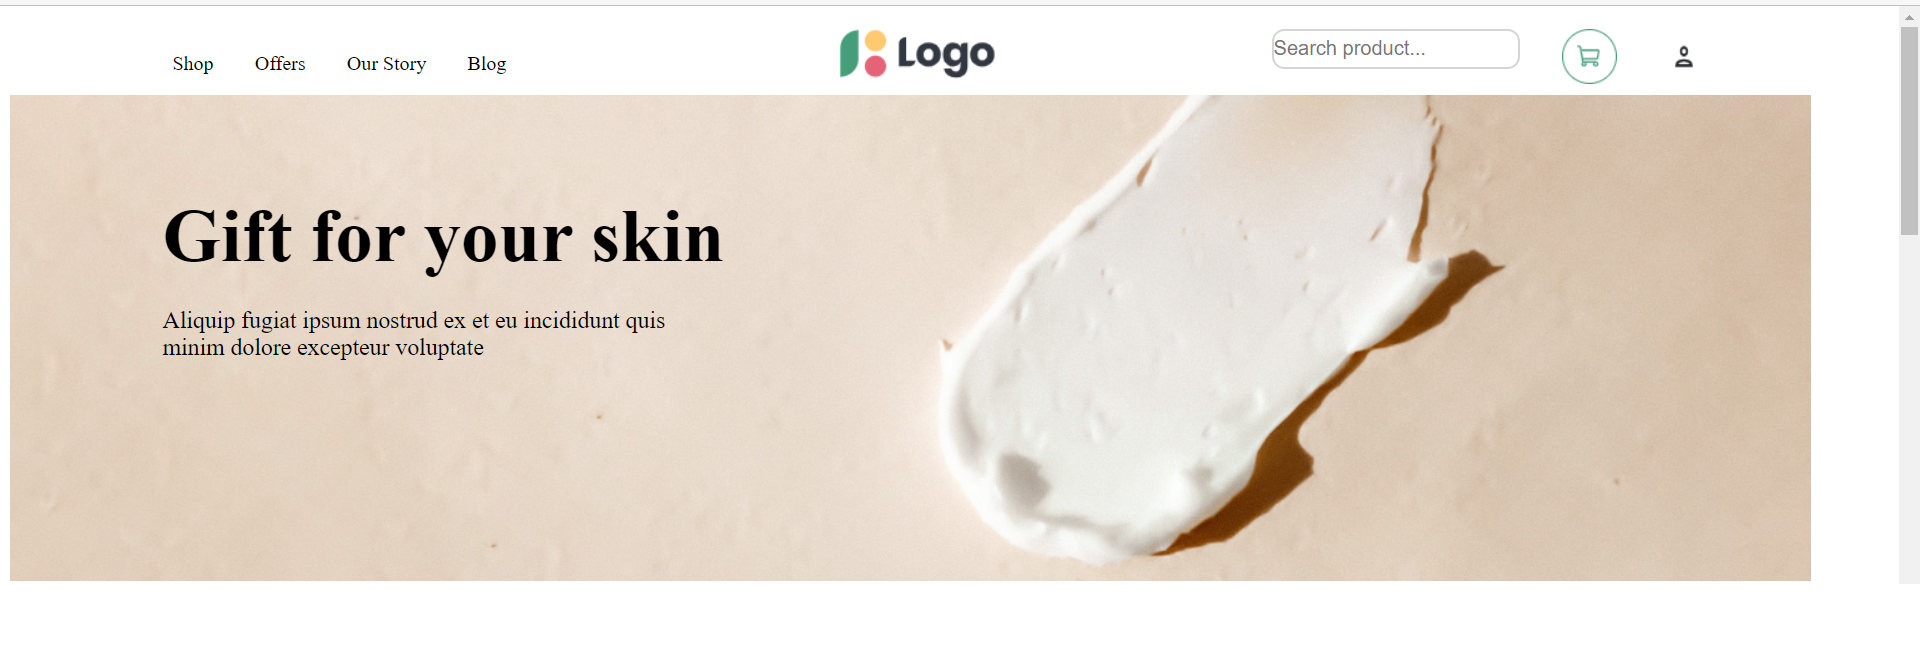 Shop Offers Our Story Blog Logo Search product...
Gift for your skin
Aliquip fugiat ipsum nostrud ex et eu incididunt quis
minim dolore excepteur voluptate